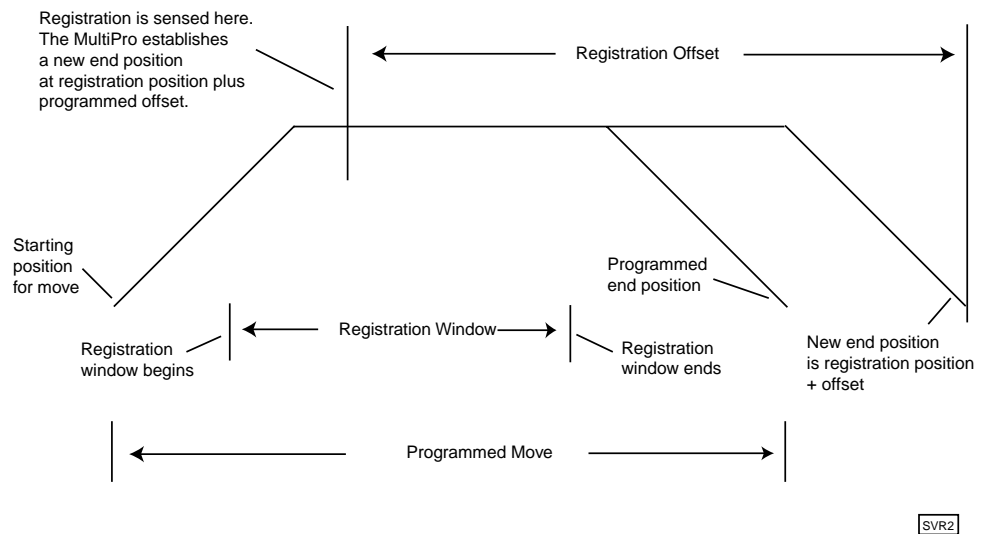 Registration is sensed here.
The MultiPro establishes
a new end position
at registration position plus
programmed offset.
Registration Offset
Starting
position
for move
Programmed
end position
Registration
window begins
Registration Window
Registration
window ends
New end position
is registration position
+ offset
Programmed Move
SVR2